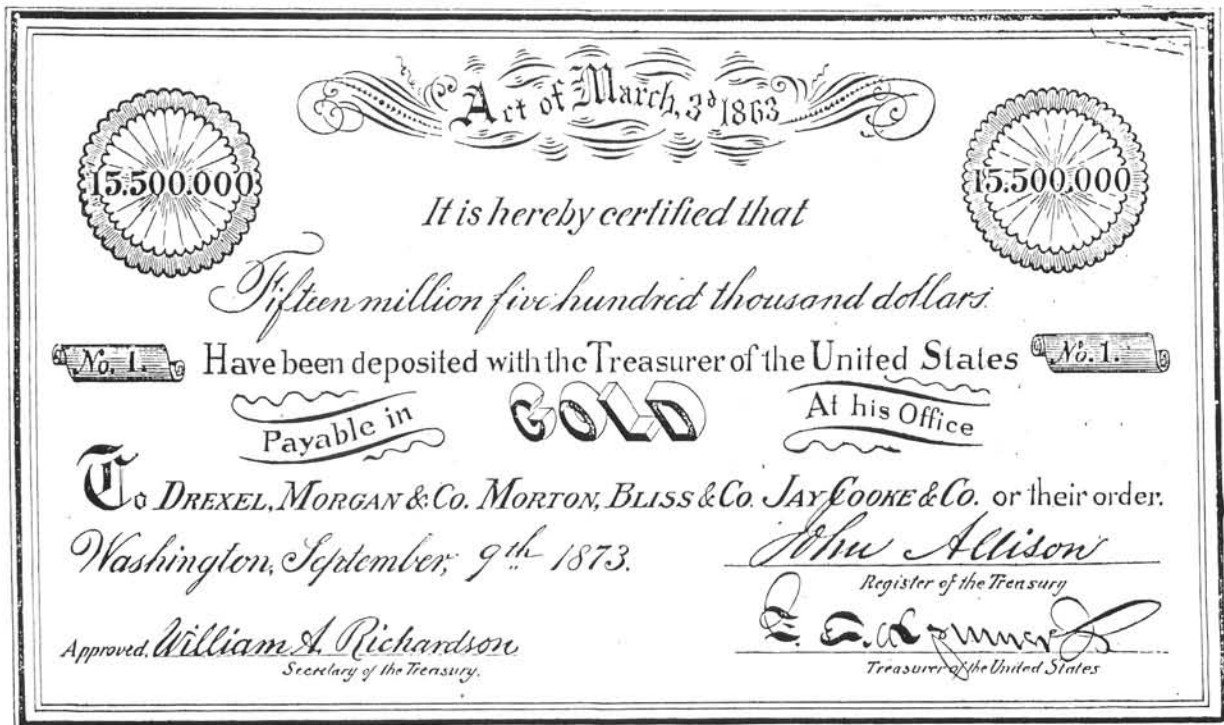 Act of March, 3d 1863
15.500.000
15.500.000
It is hereby certified that
Fifteen million five hundred thousand dollars.
No. 1. Have been deposited with the Treasurer of the United States No. 1.
Payable in GOLD At his Office
To DREXEL, MORGAN & Co. MORTON, BLISS & Co. JAY COOKE & Co. or their order.
Washington, September, 9th 1873.
John Allison
Register of the Treasury
Approved, William A. Richardson
Secretary of the Treasury.
Treasurer of the United States